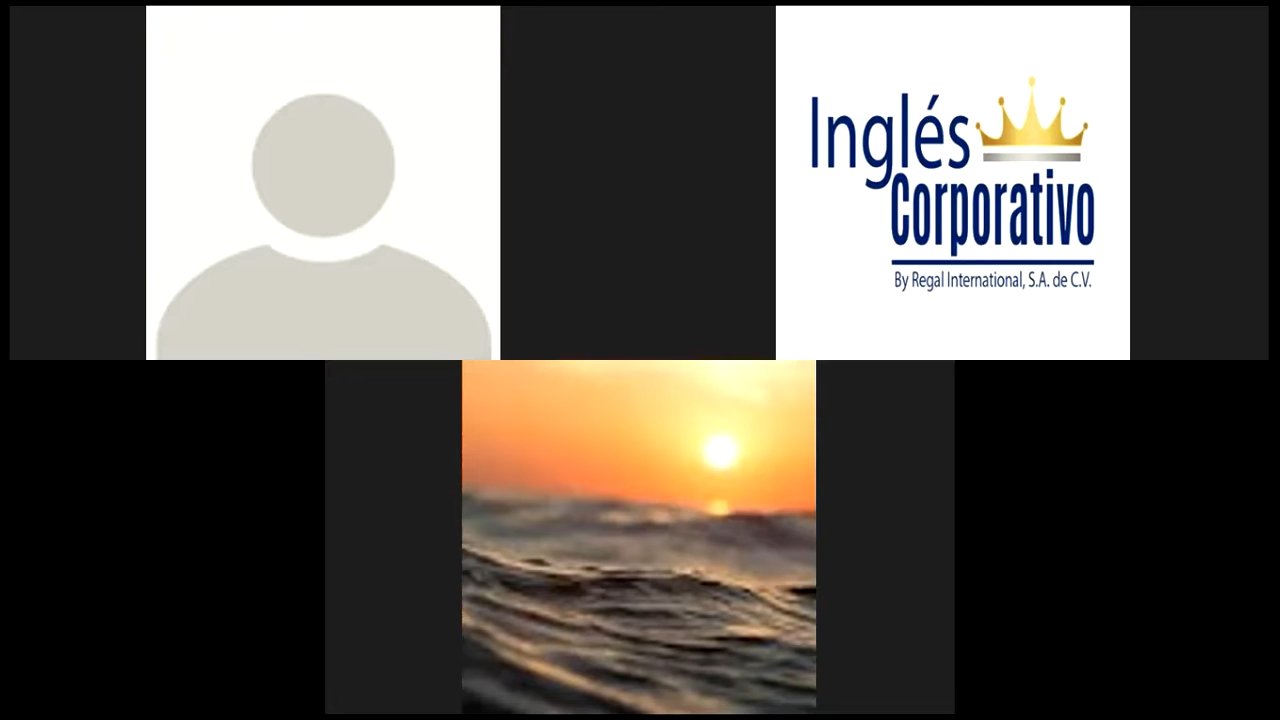 Inglés
Corporativo
By Regal International, S.A. de C.V.